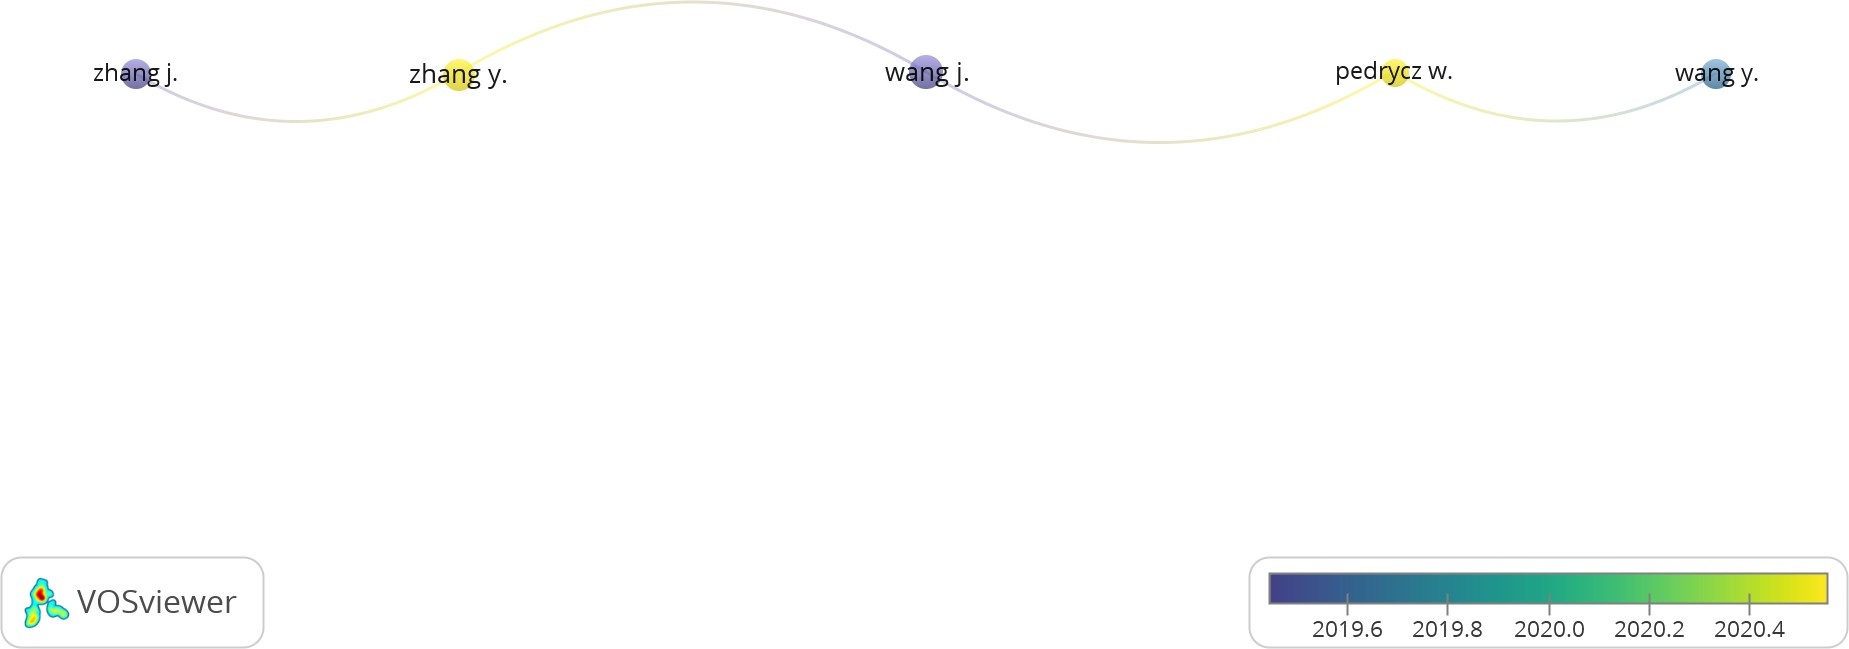 zhang j.
zhang y.
wang j.
pedrycz w.
wang y.
VOSviewer
2019.6 2019.8 2020.0 2020.2 2020.4